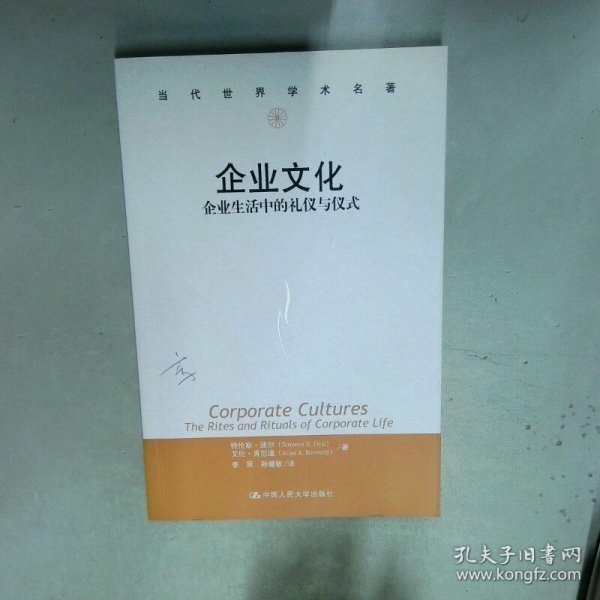 当代世界学术名著
企业文化
企业生活中的礼仪与仪式
Corporate Cultures
The Rites and Rituals of Corporate Life
特伦斯·迪尔（Terrence E. Deal）
艾伦·肯尼迪（Allan A. Kennedy）／著
李 原 孙健敏／译
中国人民大学出版社
孔夫子旧书网
www.kongfz.com